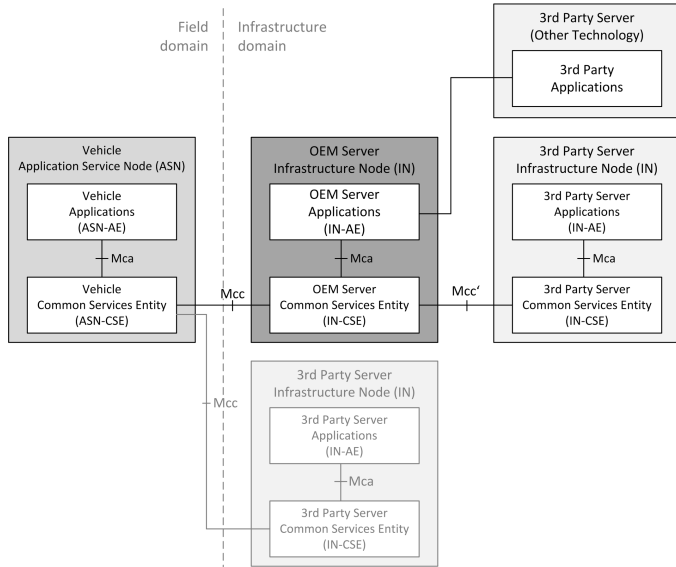 Field
domain
Infrastructure
domain
3rd Party Server
(Other Technology)
3rd Party
Applications
Vehicle
Application Service Node (ASN)
Vehicle
Applications
(ASN-AE)
Mca
Vehicle
Common Services Entity
(ASN-CSE)
Mcc
OEM Server
Infrastructure Node (IN)
OEM Server
Applications
(IN-AE)
Mca
OEM Server
Common Services Entity
(IN-CSE)
Mcc‘
3rd Party Server
Infrastructure Node (IN)
3rd Party Server
Applications
(IN-AE)
Mca
3rd Party Server
Common Services Entity
(IN-CSE)
Mcc
3rd Party Server
Infrastructure Node (IN)
3rd Party Server
Applications
(IN-AE)
Mca
3rd Party Server
Common Services Entity
(IN-CSE)